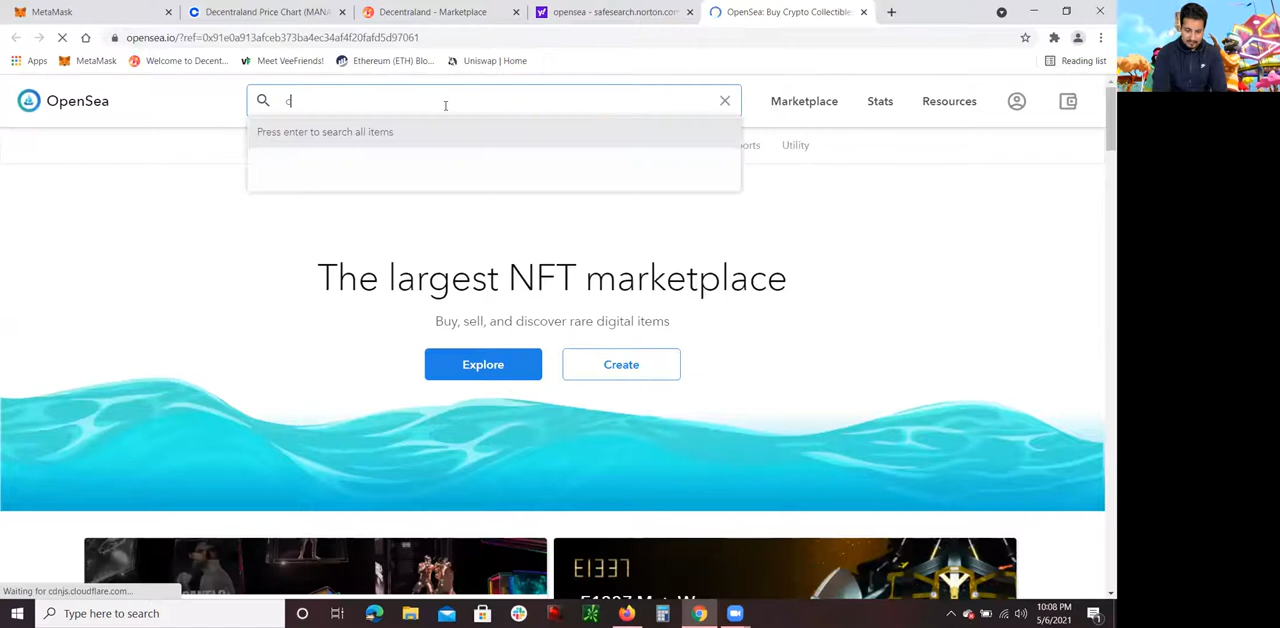 MetaMask
Decentraland Price Chart (MANA
Decentraland - Marketplace
opensea - safesearch.norton.com
OpenSea: Buy Crypto Collectible
opensea.io/?ref=0x91e0a913afceb373ba4ec34af4f20fafd5d97061
Apps
MetaMask
Welcome to Decent...
Meet VeeFriends!
Ethereum (ETH) Blo...
Uniswap | Home
Reading list
OpenSea
c
Marketplace
Stats
Resources
Press enter to search all items
ports
Utility
The largest NFT marketplace
Buy, sell, and discover rare digital items
Explore
Create
E1337
Waiting for cdnjs.cloudflare.com...
Type here to search
10:08 PM
5/6/2021